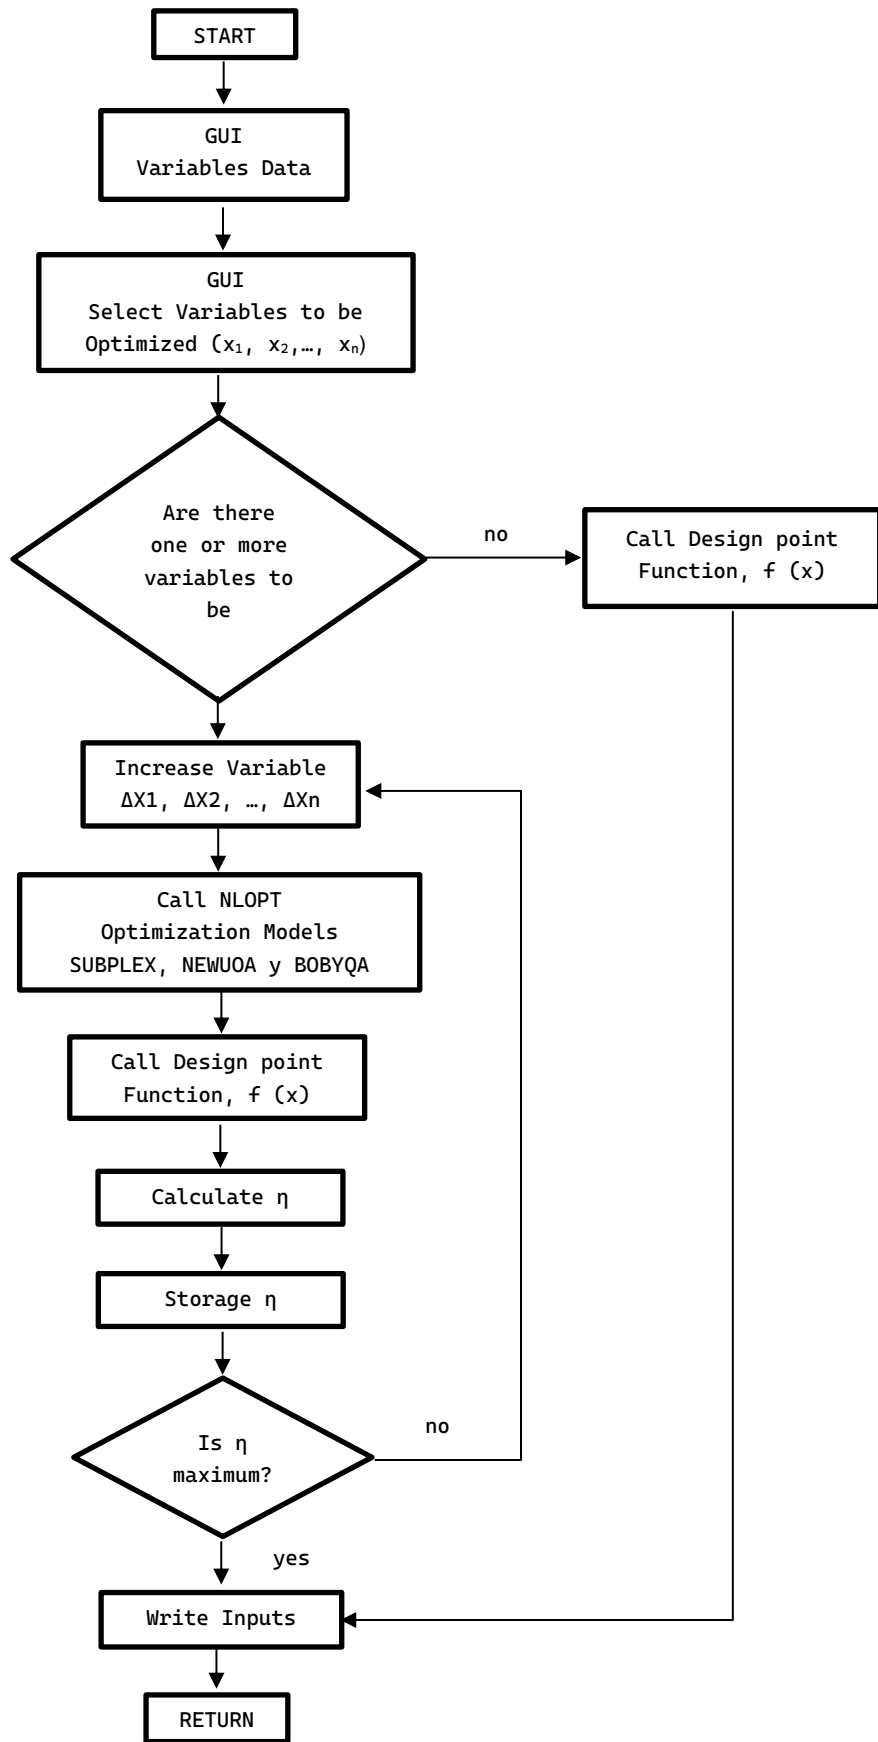 START
GUI
Variables Data
GUI
Select Variables to be
Optimized (x₁, x₂,…, xₙ)
Are there
one or more
variables to
be
no
Call Design point
Function, f (x)
Increase Variable
ΔX1, ΔX2, …, ΔXn
Call NLOPT
Optimization Models
SUBPLEX, NEWUOA y BOBYQA
Call Design point
Function, f (x)
Calculate η
Storage η
Is η
maximum?
no
yes
Write Inputs
RETURN